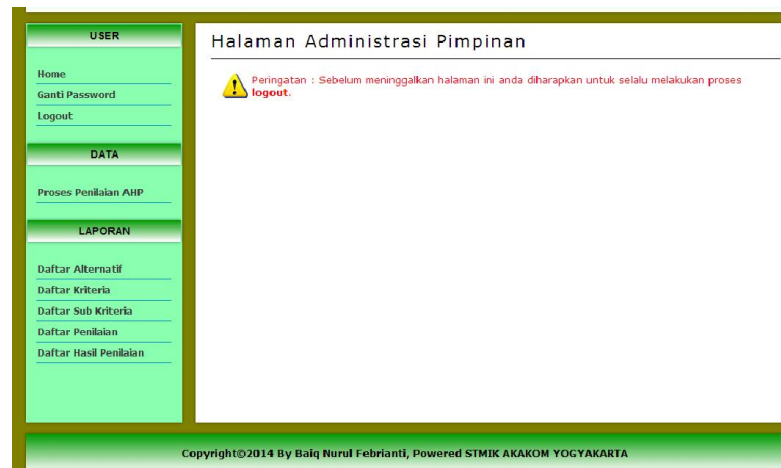 USER
Home
Ganti Password
Logout
DATA
Proses Penilaian AHP
LAPORAN
Daftar Alternatif
Daftar Kriteria
Daftar Sub Kriteria
Daftar Penilaian
Daftar Hasil Penilaian
Halaman Administrasi Pimpinan
Peringatan : Sebelum meninggalkan halaman ini anda diharapkan untuk selalu melakukan proses
logout.
Copyright©2014 By Baiq Nurul Febrianti, Powered STMIK AKAKOM YOGYAKARTA